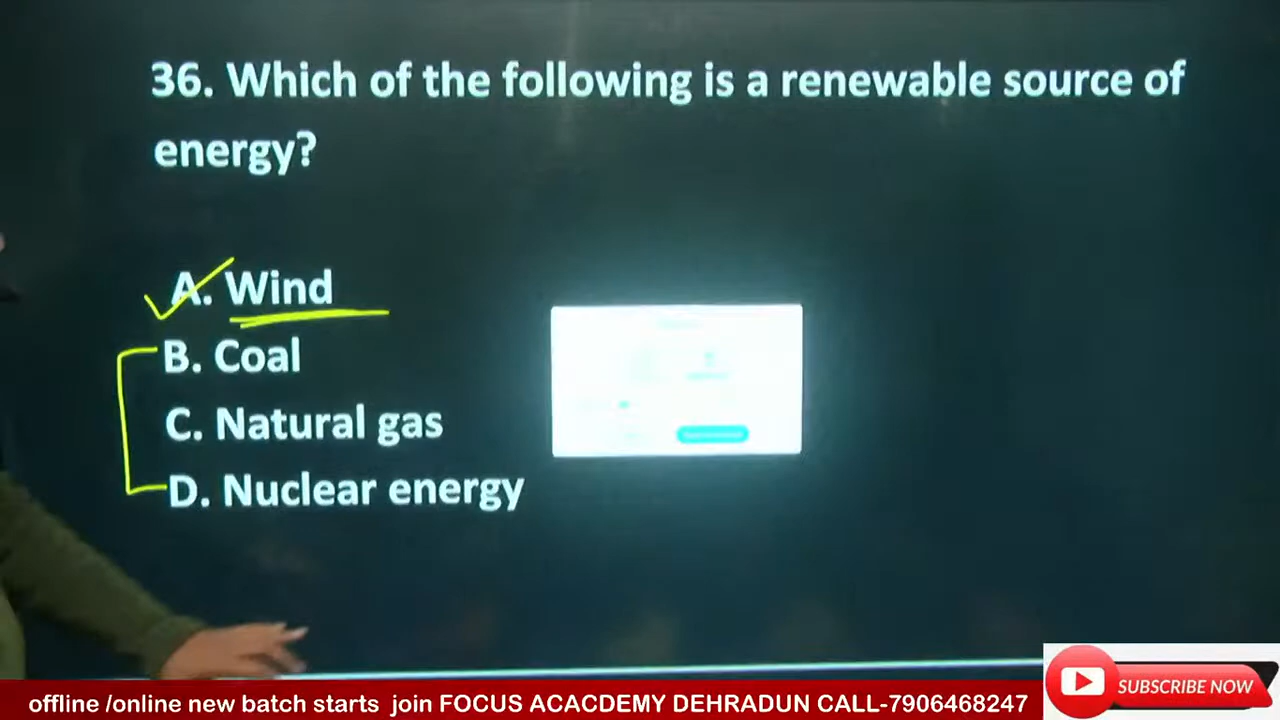 36. Which of the following is a renewable source of
energy?
A. Wind
B. Coal
C. Natural gas
D. Nuclear energy
offline /online new batch starts join FOCUS ACACDEMY DEHRADUN CALL-7906468247
SUBSCRIBE NOW